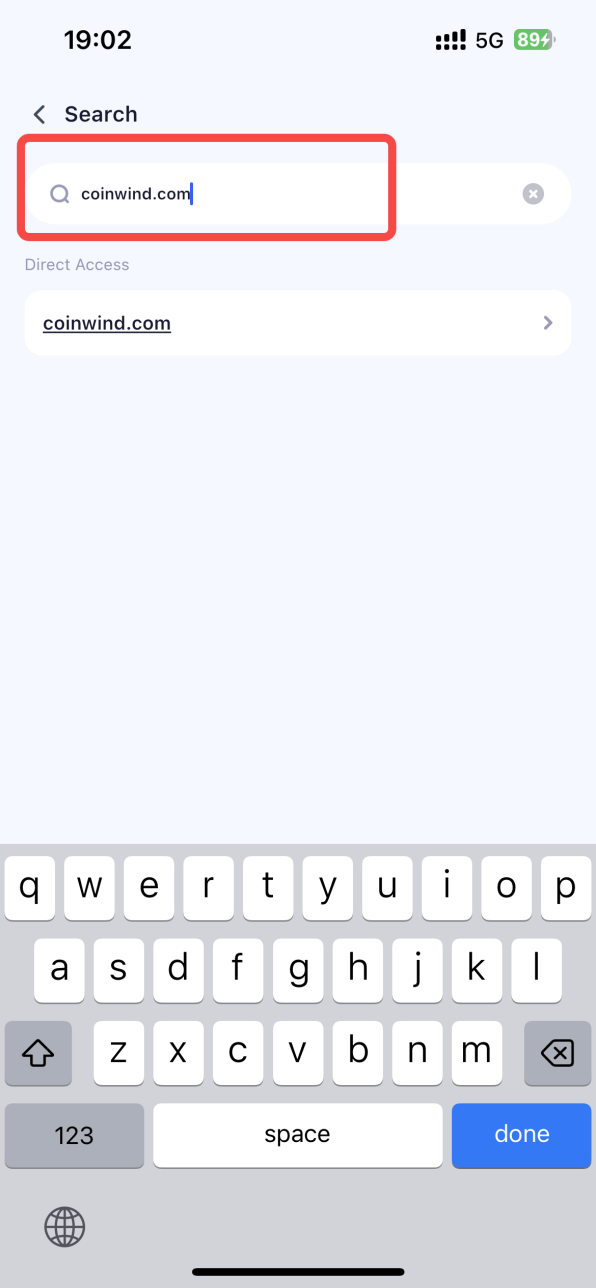 19:02 5G 89
Search
coinwind.com
Direct Access
coinwind.com
q w e r t y u i o p
a s d f g h j k l
z x c v b n m
123 space done